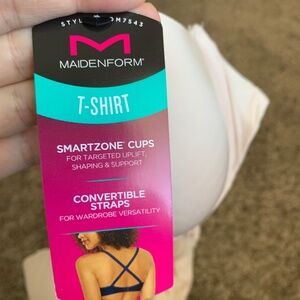 MAIDENFORM®
T-SHIRT
SMARTZONE® CUPS
FOR TARGETED UPLIFT,
SHAPING & SUPPORT
CONVERTIBLE
STRAPS
FOR WARDROBE VERSATILITY